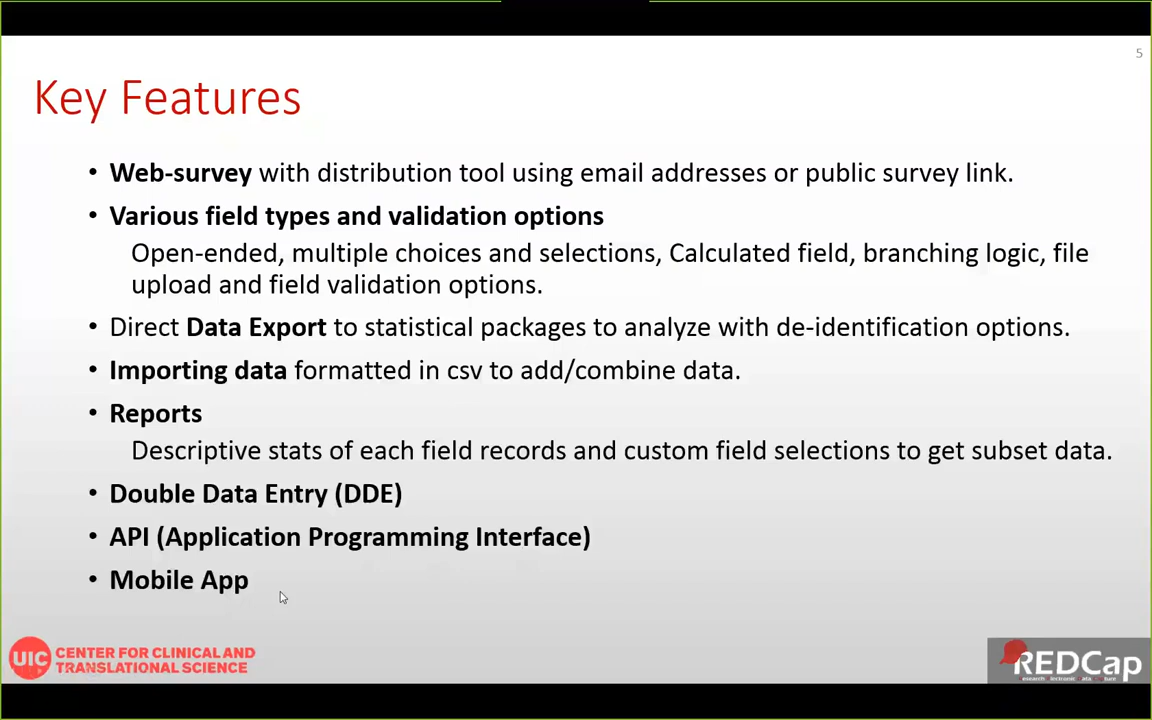 5
Key Features
• Web-survey with distribution tool using email addresses or public survey link.
• Various field types and validation options
Open-ended, multiple choices and selections, Calculated field, branching logic, file
upload and field validation options.
• Direct Data Export to statistical packages to analyze with de-identification options.
• Importing data formatted in csv to add/combine data.
• Reports
Descriptive stats of each field records and custom field selections to get subset data.
• Double Data Entry (DDE)
• API (Application Programming Interface)
• Mobile App
UIC CENTER FOR CLINICAL AND
TRANSLATIONAL SCIENCE
REDCap